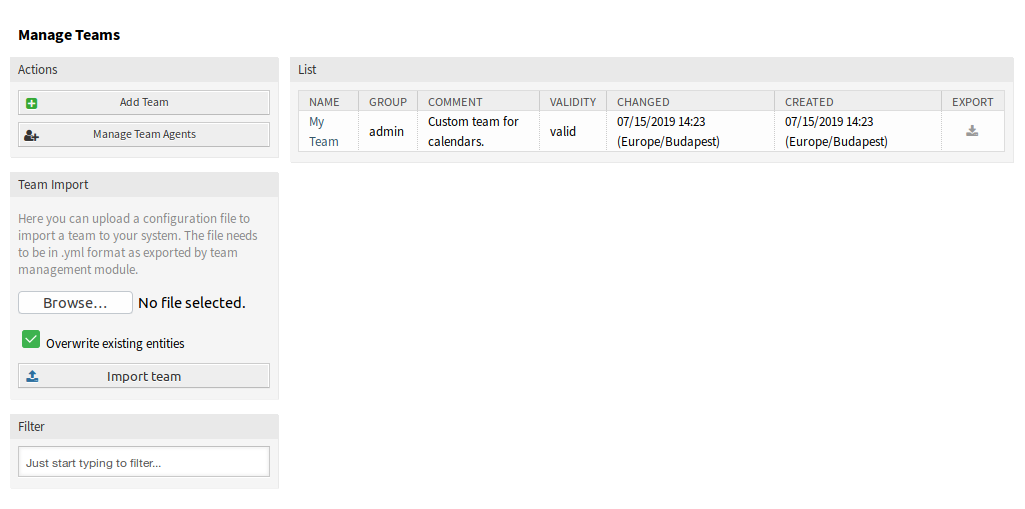 Manage Teams
Actions
Add Team
Manage Team Agents
Team Import
Here you can upload a configuration file to
import a team to your system. The file needs
to be in .yml format as exported by team
management module.
Browse... No file selected.
Overwrite existing entities
Import team
Filter
Just start typing to filter...
List
NAME GROUP COMMENT VALIDITY CHANGED CREATED EXPORT
My Custom team for 07/15/2019 14:23 07/15/2019 14:23
admin valid
Team calendars. (Europe/Budapest) (Europe/Budapest)